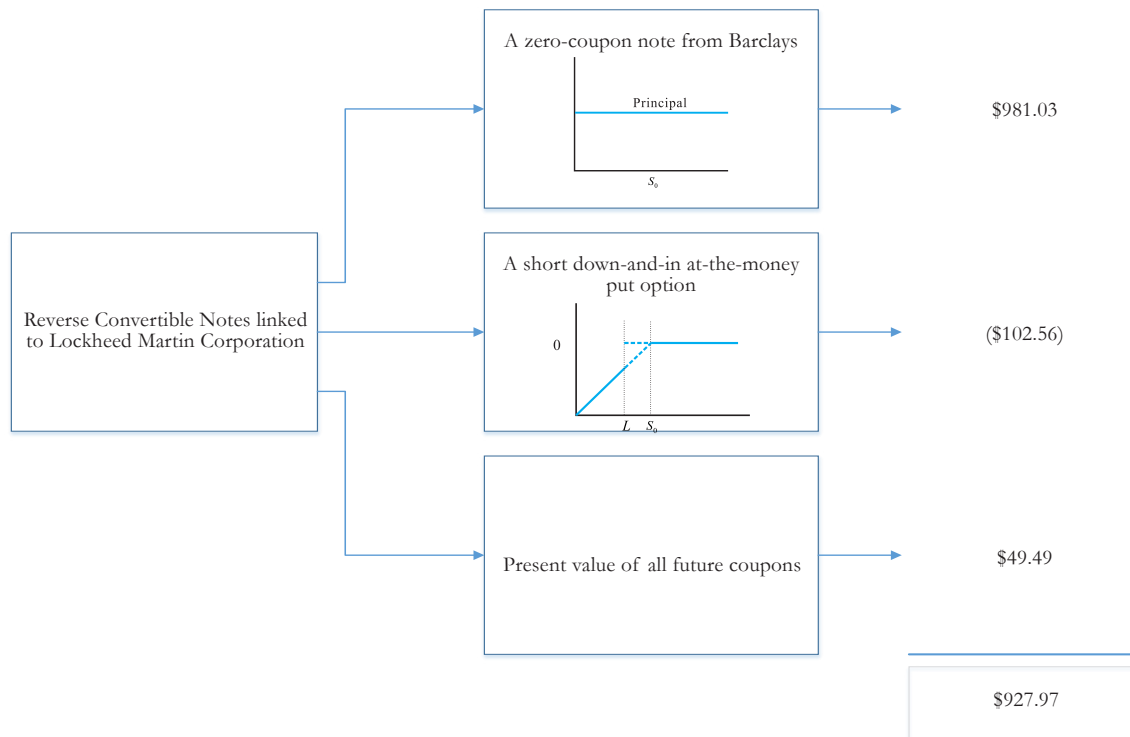 A zero-coupon note from Barclays
Principal
S₀
$981.03
Reverse Convertible Notes linked
to Lockheed Martin Corporation
A short down-and-in at-the-money
put option
0
L S₀
($102.56)
Present value of all future coupons
$49.49
$927.97